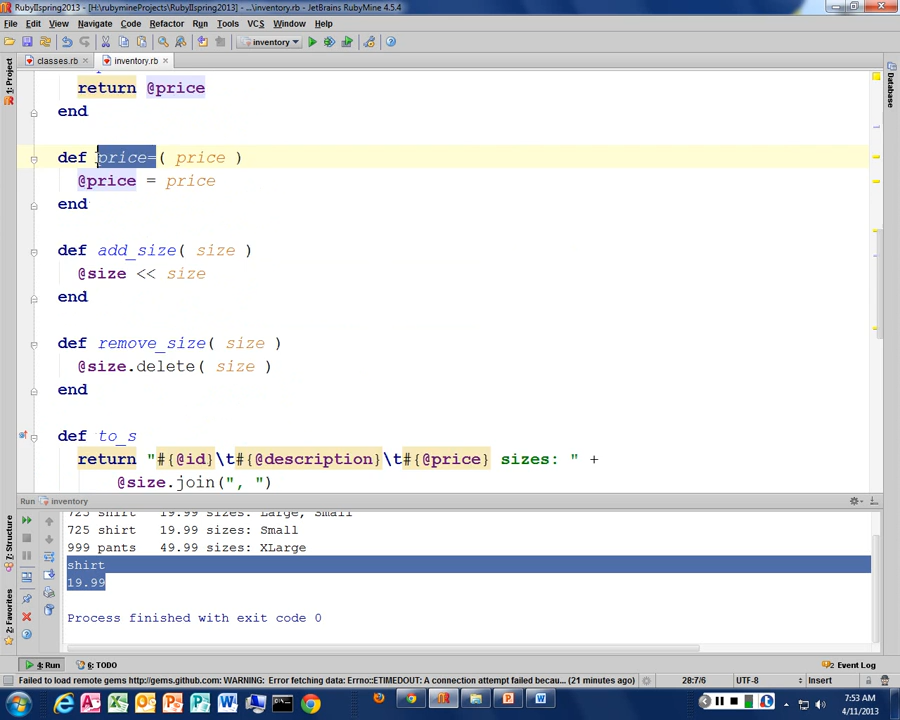 RubyIIspring2013 - [H:\rubymineProjects\RubyIIspring2013] - ...\inventory.rb - JetBrains RubyMine 4.5.4
File Edit View Navigate Code Refactor Run Tools VCS Window Help
inventory
classes.rb inventory.rb
1: Project
Database
return @price
end
def price=( price )
@price = price
end
def add_size( size )
@size << size
end
def remove_size( size )
@size.delete( size )
end
def to_s
return "#{@id}\t#{@description}\t#{@price} sizes: " +
@size.join(", ")
Run inventory
725 shirt 19.99 sizes: Large, Small
725 shirt 19.99 sizes: Small
999 pants 49.99 sizes: XLarge
shirt
19.99
Process finished with exit code 0
7: Structure
2: Favorites
4: Run 6: TODO Event Log
Failed to load remote gems http://gems.github.com: WARNING: Error fetching data: Errno::ETIMEDOUT: A connection attempt failed becau... (21 minutes ago) 28:7/6 UTF-8 Insert
7:53 AM
4/11/2013